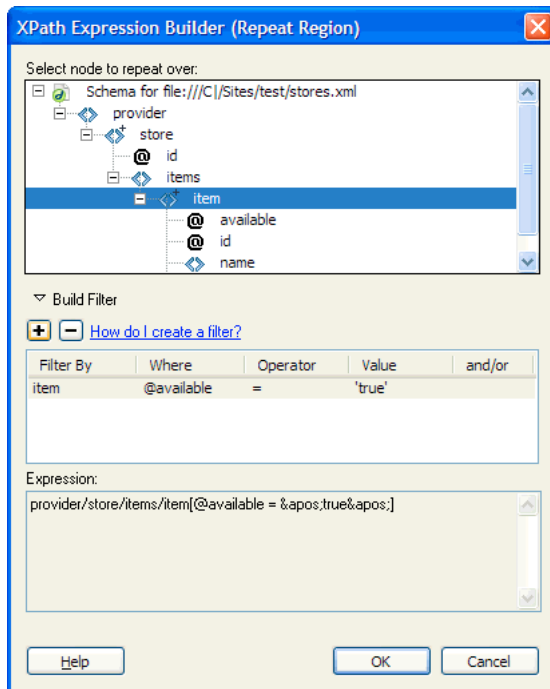 XPath Expression Builder (Repeat Region)
Select node to repeat over:
Schema for file:///C|/Sites/test/stores.xml
provider
store
@ id
items
item
@ available
@ id
name
Build Filter
+ − How do I create a filter?
Filter By Where Operator Value and/or
item @available = 'true'
Expression:
provider/store/items/item[@available = &apos;true&apos;]
Help OK Cancel